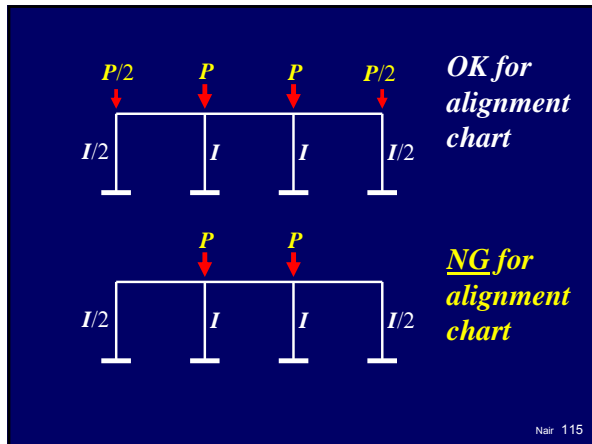 P/2 P P P/2
OK for
alignment
chart
I/2 I I I/2
P P
NG for
alignment
chart
I/2 I I I/2
Nair 115